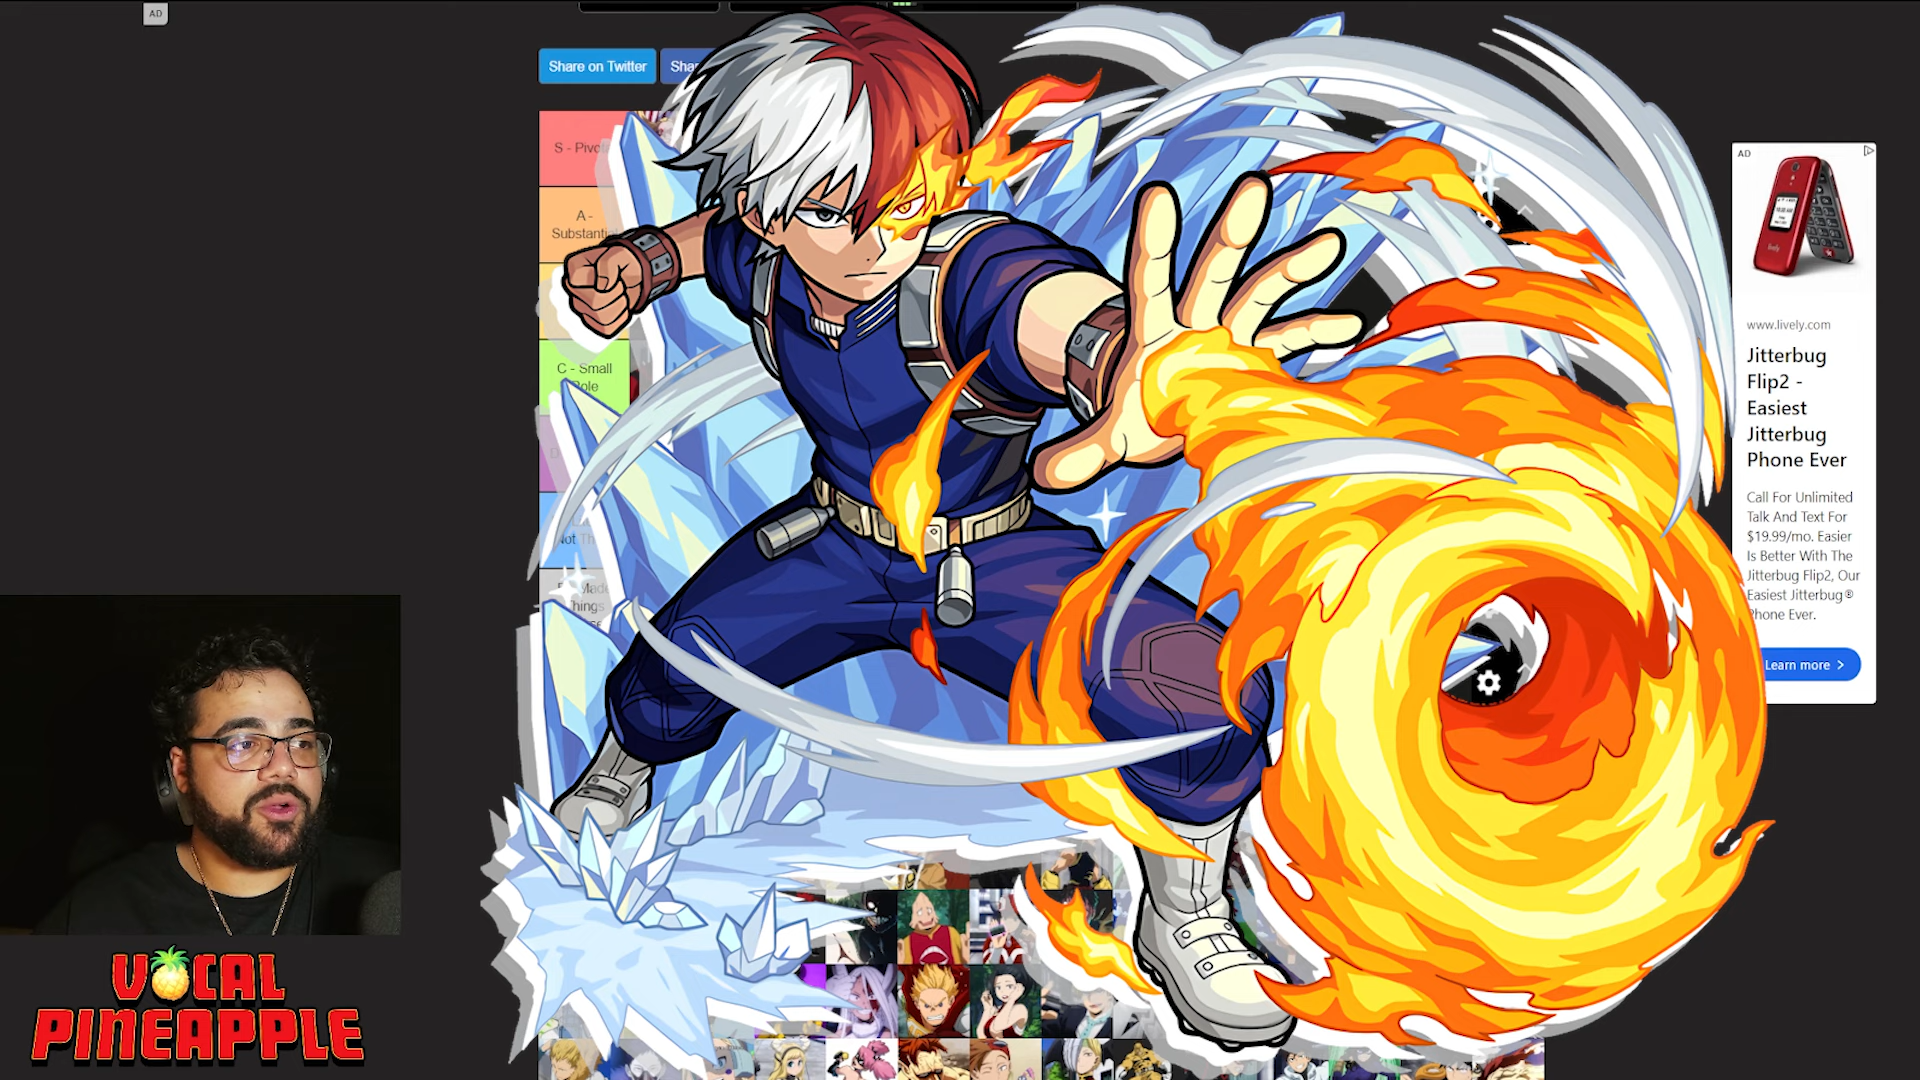 AD
Share on Twitter
S -
A -
C - Small
Role
AD
www.lively.com
Jitterbug
Flip2 -
Easiest
Jitterbug
Phone Ever
Call For Unlimited
Talk And Text For
$19.99/mo. Easier
Is Better With The
Jitterbug Flip2, Our
Easiest Jitterbug®
Phone Ever.
Learn more >
VOCAL
PINEAPPLE